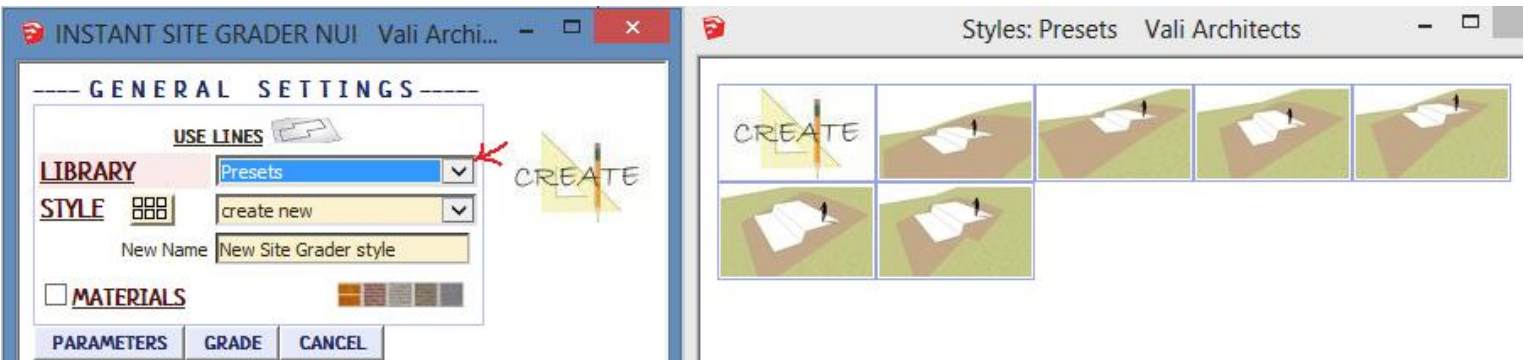 INSTANT SITE GRADER NUI Vali Archi...
---- GENERAL SETTINGS-----
USE LINES
LIBRARY Presets
CREATE
STYLE create new
New Name New Site Grader style
MATERIALS
PARAMETERS GRADE CANCEL
Styles: Presets Vali Architects
CREATE